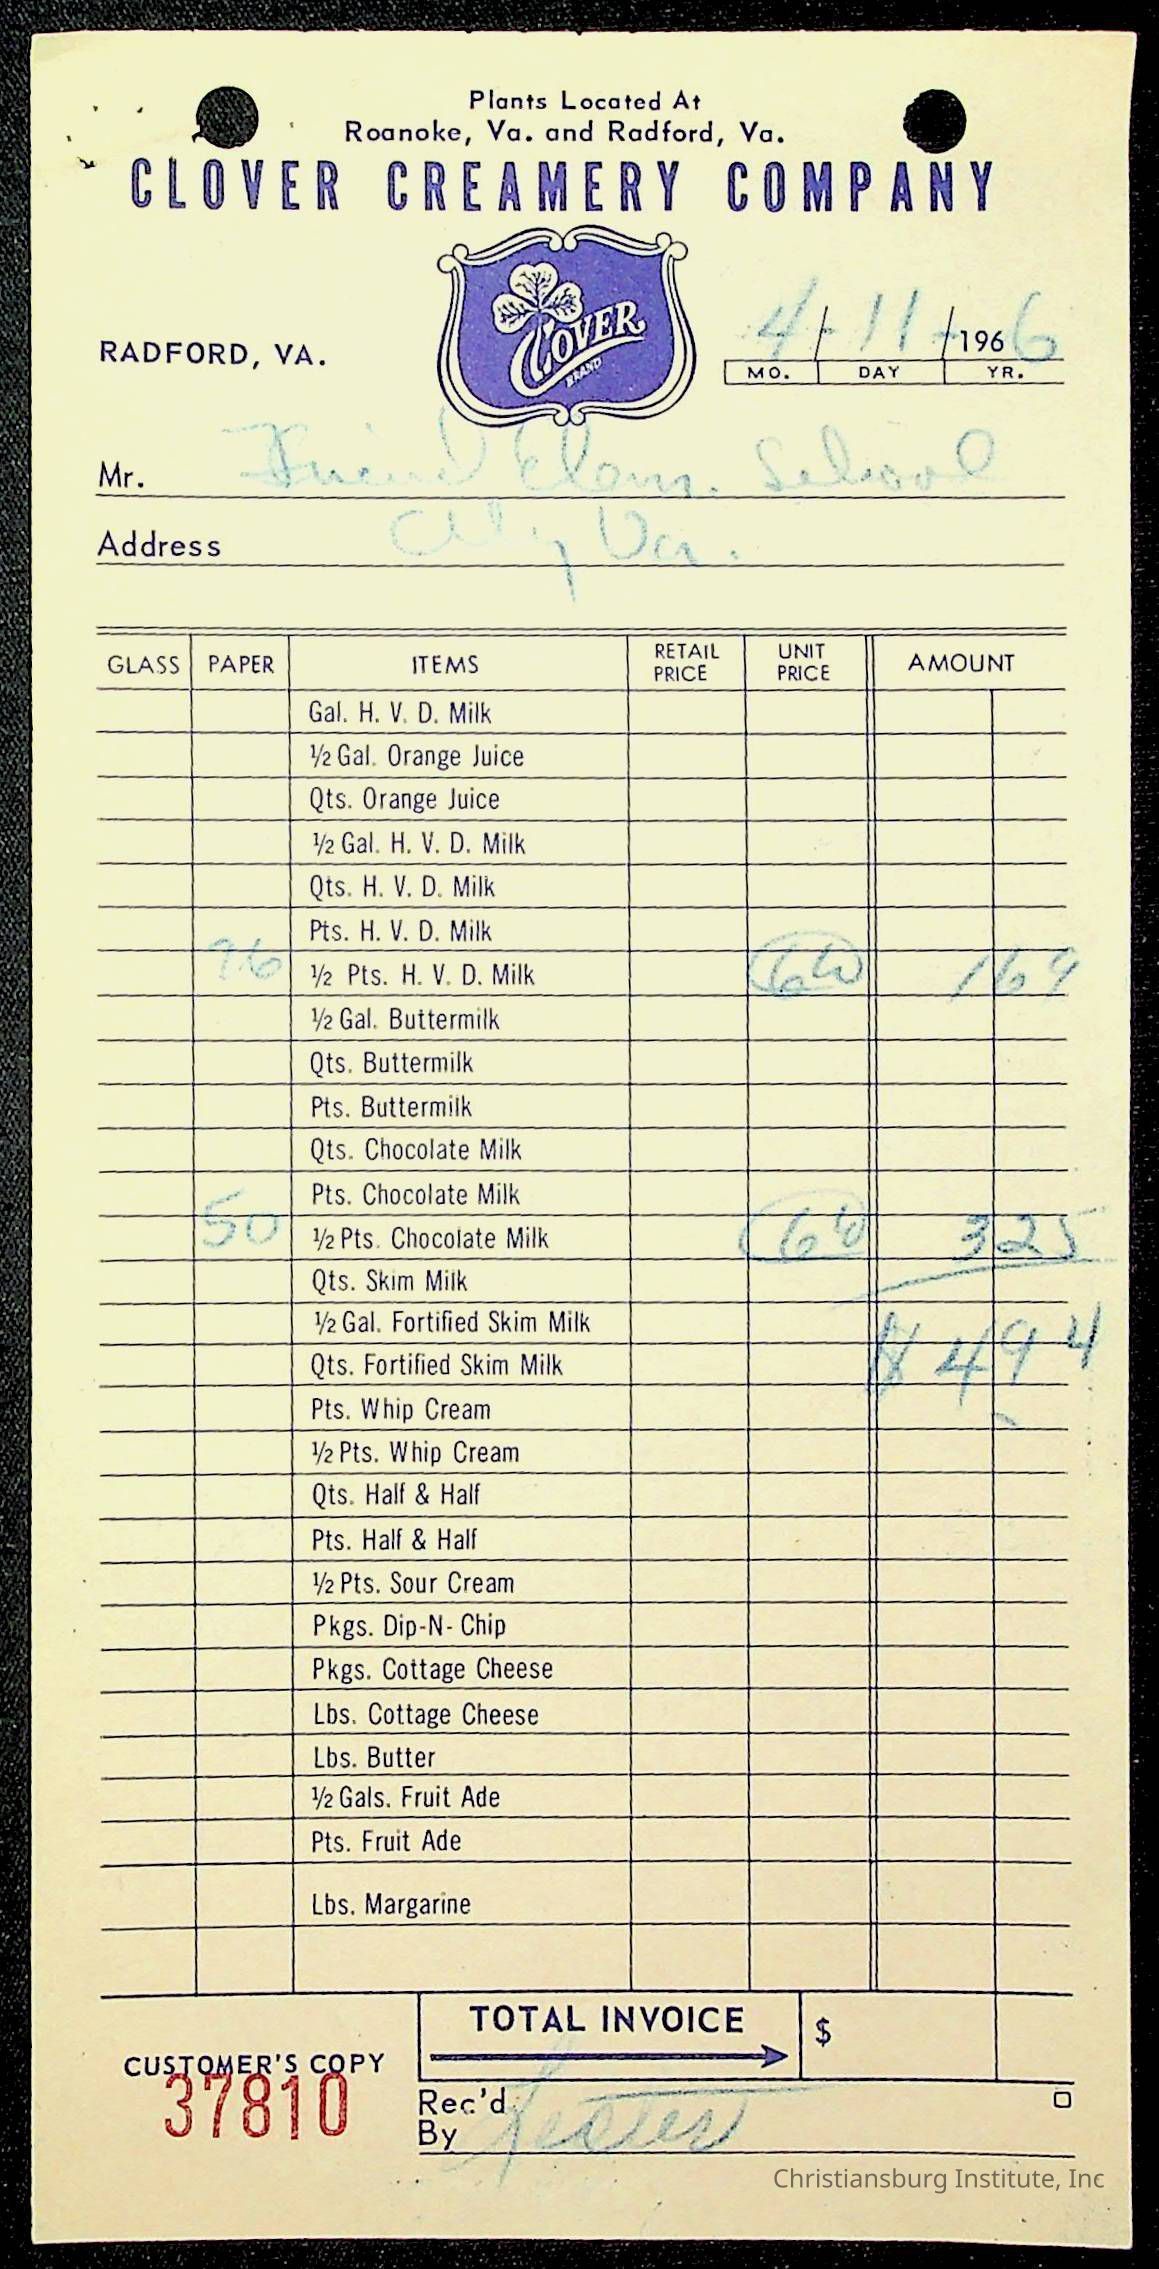 Plants Located At
Roanoke, Va. and Radford, Va.
CLOVER CREAMERY COMPANY
CLOVER
BRAND
RADFORD, VA.
4-11-1966
MO. DAY YR.
Mr. Friend Elem. School
Address City Va.
GLASS PAPER ITEMS RETAIL PRICE UNIT PRICE AMOUNT
Gal. H. V. D. Milk
½ Gal. Orange Juice
Qts. Orange Juice
½ Gal. H. V. D. Milk
Qts. H. V. D. Milk
Pts. H. V. D. Milk
½ Pts. H. V. D. Milk 169
½ Gal. Buttermilk
Qts. Buttermilk
Pts. Buttermilk
Qts. Chocolate Milk
Pts. Chocolate Milk
50 ½ Pts. Chocolate Milk 325
Qts. Skim Milk
½ Gal. Fortified Skim Milk
$ 494
Qts. Fortified Skim Milk
Pts. Whip Cream
½ Pts. Whip Cream
Qts. Half & Half
Pts. Half & Half
½ Pts. Sour Cream
Pkgs. Dip-N-Chip
Pkgs. Cottage Cheese
Lbs. Cottage Cheese
Lbs. Butter
½ Gals. Fruit Ade
Pts. Fruit Ade
Lbs. Margarine
TOTAL INVOICE $
CUSTOMER'S COPY
37810
Rec'd By
Christiansburg Institute, Inc